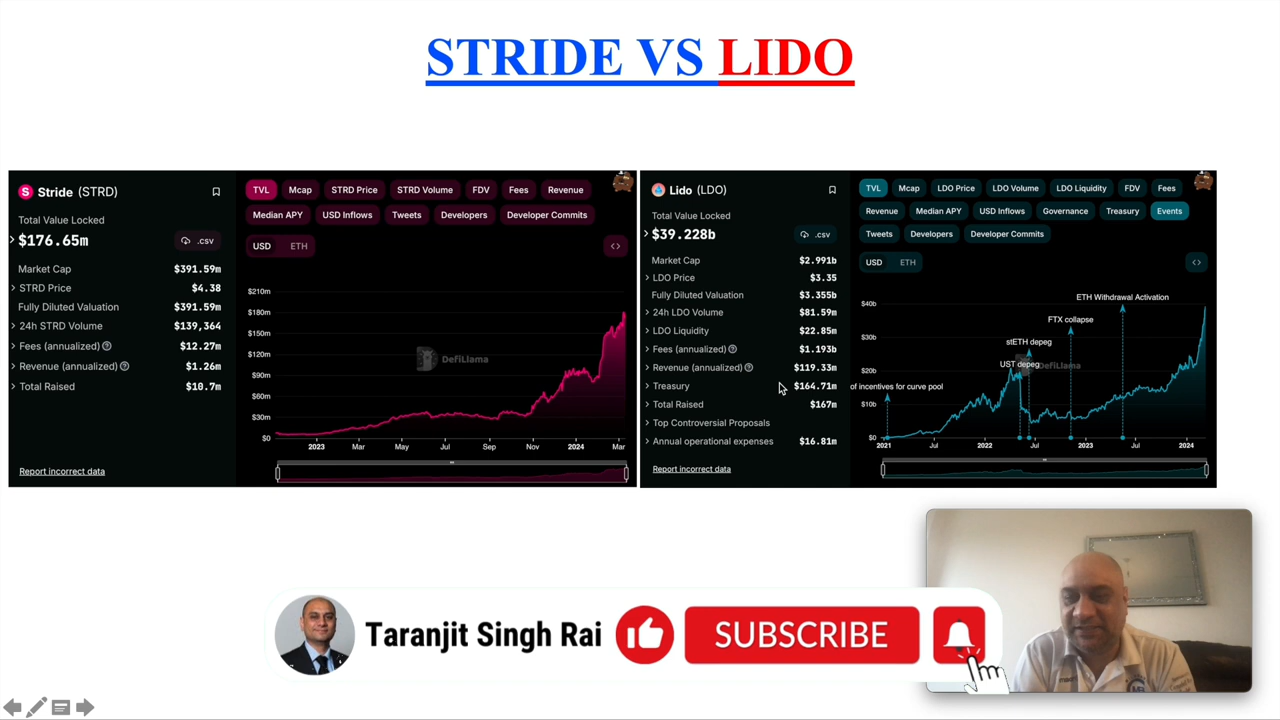 STRIDE VS LIDO
S Stride (STRD)
Total Value Locked
$176.65m
.csv
Market Cap $391.59m
STRD Price $4.38
Fully Diluted Valuation $391.59m
24h STRD Volume $139,364
Fees (annualized) ? $12.27m
Revenue (annualized) ? $1.26m
Total Raised $10.7m
Report incorrect data
TVL Mcap STRD Price STRD Volume FDV Fees Revenue
Median APY USD Inflows Tweets Developers Developer Commits
USD ETH
<>
$210m
$180m
$150m
$120m
$90m
$60m
$30m
$0
DefiLlama
2023 Mar May Jul Sep Nov 2024 Mar
Lido (LDO)
Total Value Locked
$39.228b
.csv
Market Cap $2.991b
LDO Price $3.35
Fully Diluted Valuation $3.355b
24h LDO Volume $81.59m
LDO Liquidity $22.85m
Fees (annualized) ? $1.193b
Revenue (annualized) ? $119.33m
Treasury $164.71m
Total Raised $167m
Top Controversial Proposals
Annual operational expenses $16.81m
Report incorrect data
TVL Mcap LDO Price LDO Volume LDO Liquidity FDV Fees
Revenue Median APY USD Inflows Governance Treasury Events
Tweets Developers Developer Commits
USD ETH
<>
ETH Withdrawal Activation
$40b
FTX collapse
$30b
stETH depeg
UST depeg
DefiLlama
$20b
of incentives for curve pool
$10b
$0
2021 Jul 2022 Jul 2023 Jul 2024
Taranjit Singh Rai
SUBSCRIBE